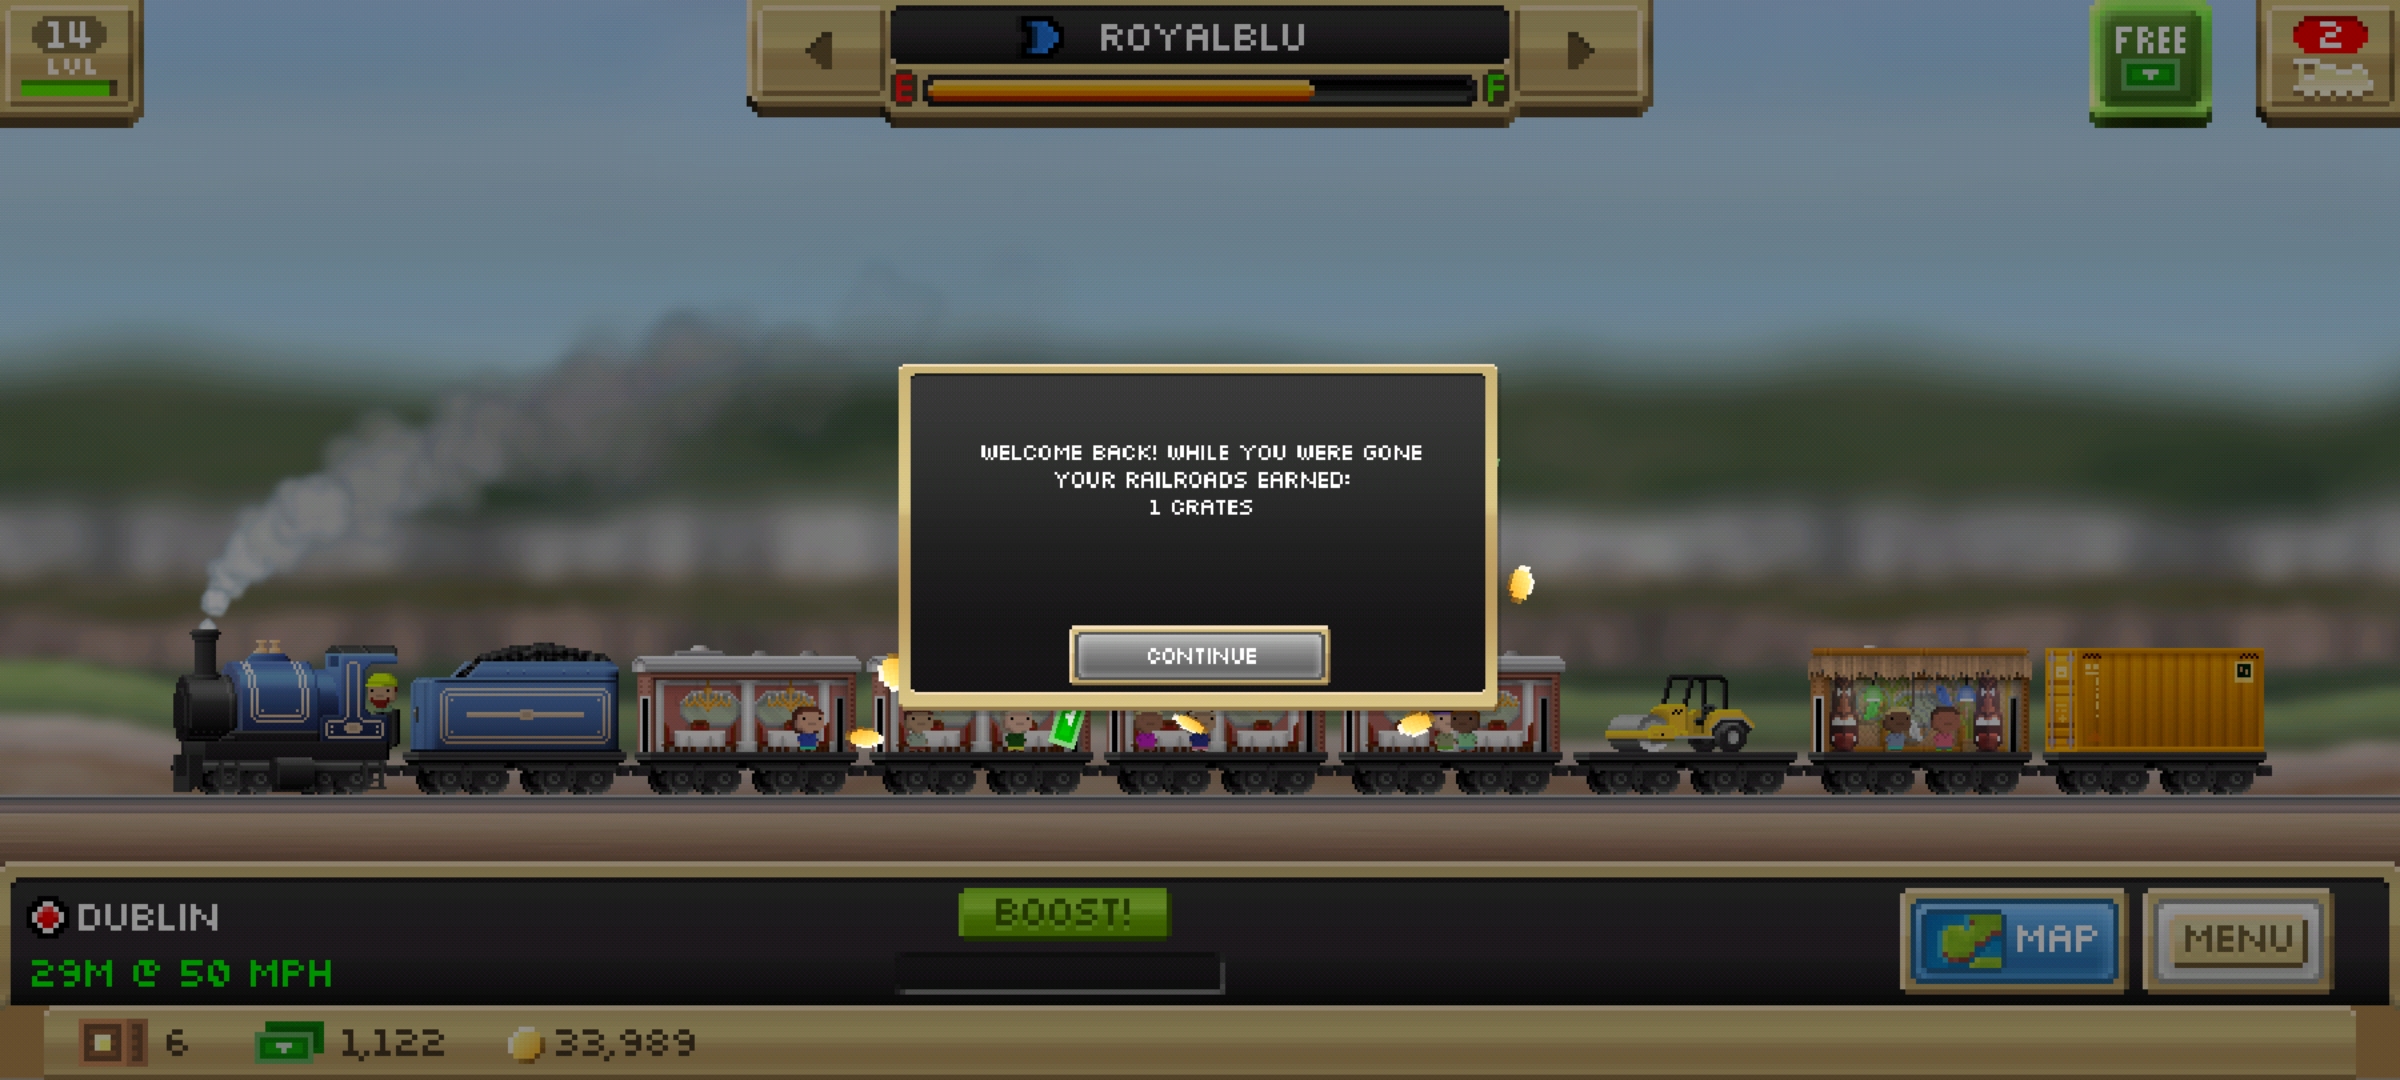 14
LVL
ROYALBLU
E F
FREE
2
WELCOME BACK! WHILE YOU WERE GONE
YOUR RAILROADS EARNED:
1 CRATES
CONTINUE
DUBLIN
29M @ 50 MPH
BOOST!
MAP
MENU
6
1,122
33,989